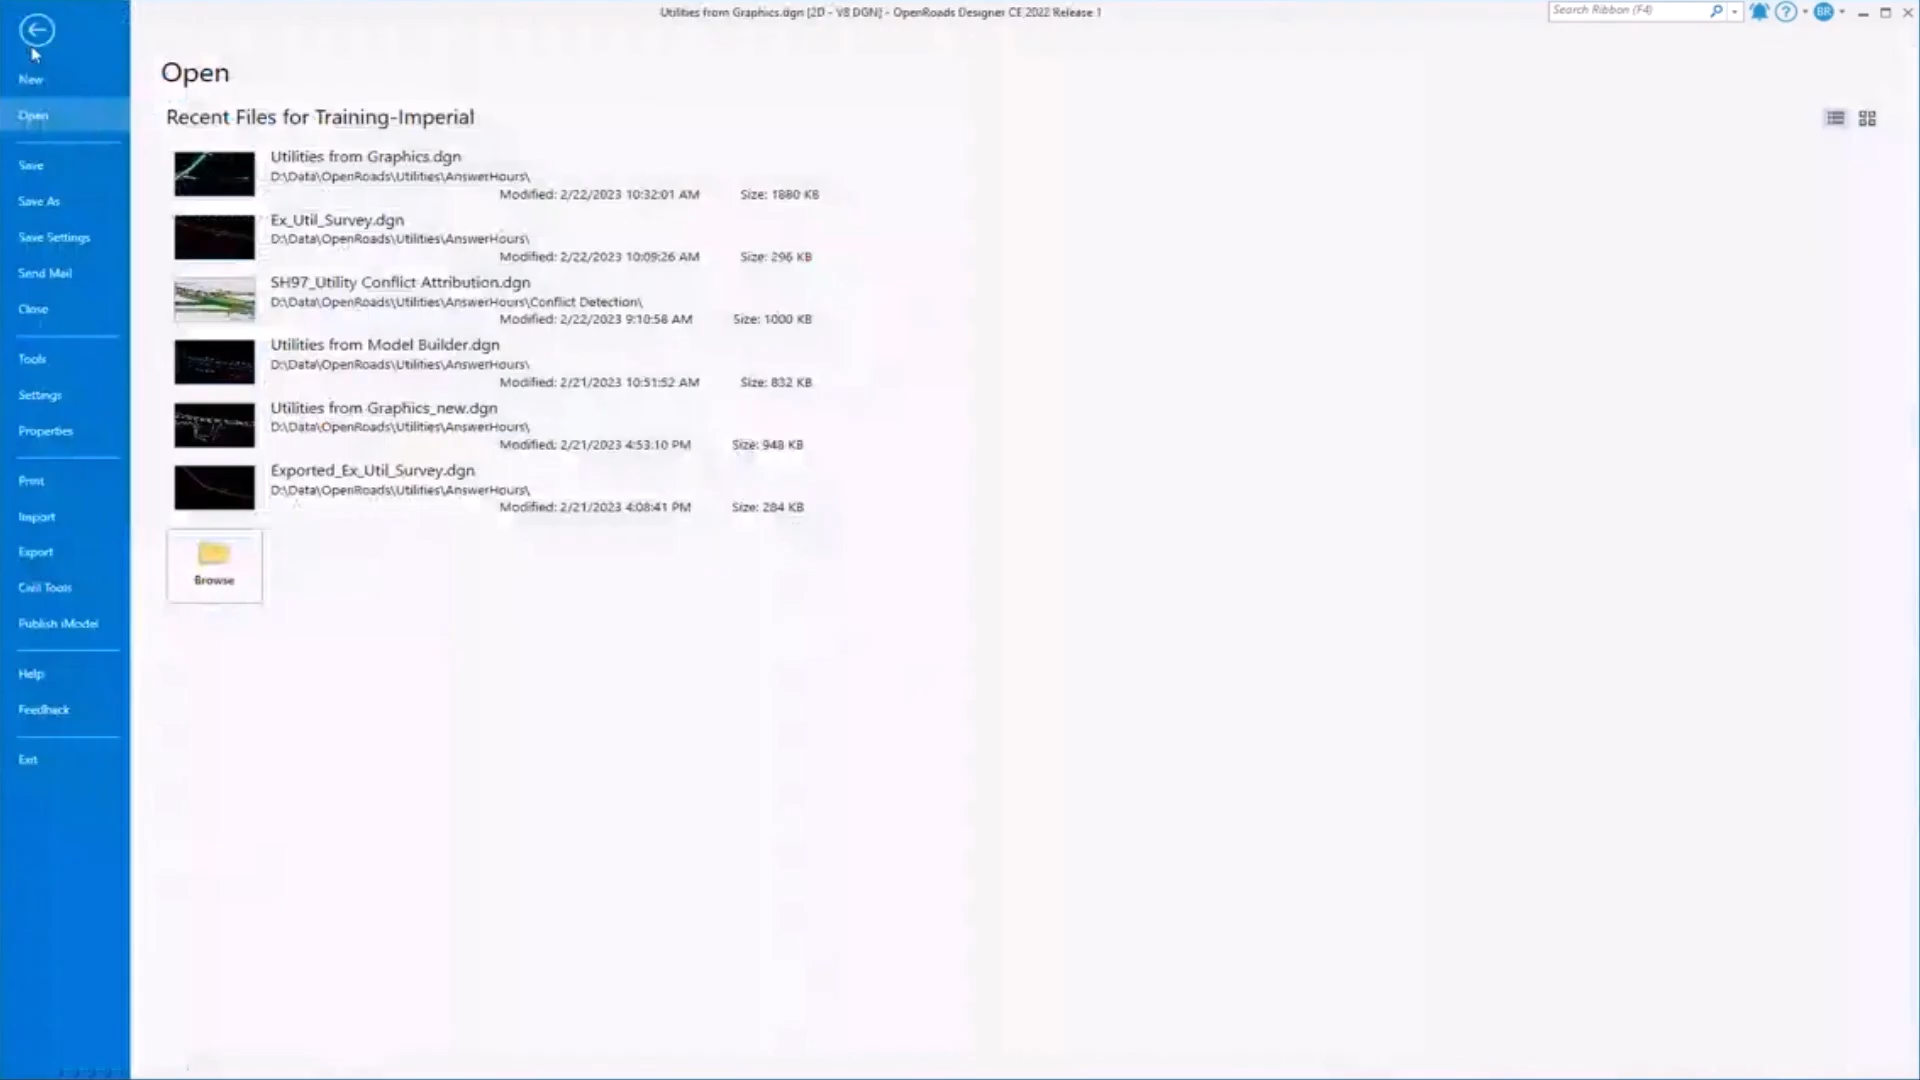 Utilities from Graphics.dgn [2D - V8 DGN] - OpenRoads Designer CE 2022 Release 1
Search Ribbon (F4)
BR
New
Open
Save
Save As
Save Settings
Send Mail
Close
Tools
Settings
Properties
Print
Import
Export
Civil Tools
Publish iModel
Help
Feedback
Exit
Open
Recent Files for Training-Imperial
Utilities from Graphics.dgn
D:\Data\OpenRoads\Utilities\AnswerHours\
Modified: 2/22/2023 10:32:01 AM Size: 1880 KB
Ex_Util_Survey.dgn
D:\Data\OpenRoads\Utilities\AnswerHours\
Modified: 2/22/2023 10:09:26 AM Size: 296 KB
SH97_Utility Conflict Attribution.dgn
D:\Data\OpenRoads\Utilities\AnswerHours\Conflict Detection\
Modified: 2/22/2023 9:10:58 AM Size: 1000 KB
Utilities from Model Builder.dgn
D:\Data\OpenRoads\Utilities\AnswerHours\
Modified: 2/21/2023 10:51:52 AM Size: 832 KB
Utilities from Graphics_new.dgn
D:\Data\OpenRoads\Utilities\AnswerHours\
Modified: 2/21/2023 4:53:10 PM Size: 948 KB
Exported_Ex_Util_Survey.dgn
D:\Data\OpenRoads\Utilities\AnswerHours\
Modified: 2/21/2023 4:08:41 PM Size: 284 KB
Browse